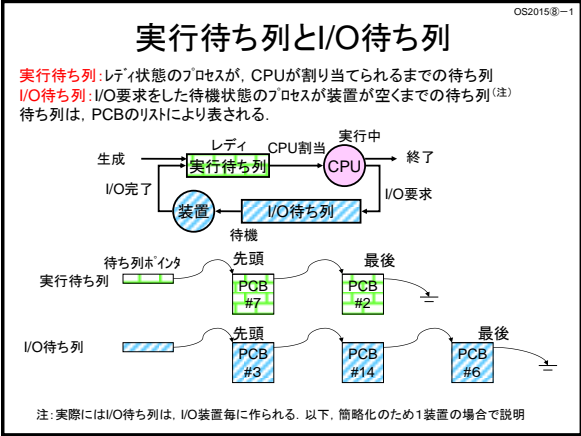 OS2015⑧－1
実行待ち列とI/O待ち列
実行待ち列：ﾚﾃﾞｨ状態のﾌﾟﾛｾｽが，CPUが割り当てられるまでの待ち列
I/O待ち列：I/O要求をした待機状態のﾌﾟﾛｾｽが装置が空くまでの待ち列（注）
待ち列は，PCBのﾘｽﾄにより表される．
実行中
レディ
CPU割当
生成
実行待ち列
CPU
終了
I/O完了
I/O要求
装置
I/O待ち列
待機
待ち列ﾎﾟｲﾝﾀ
先頭
最後
実行待ち列
PCB
#7
PCB
#2
先頭
最後
I/O待ち列
PCB
#3
PCB
#14
PCB
#6
注：実際にはI/O待ち列は，I/O装置毎に作られる．以下，簡略化のため1装置の場合で説明